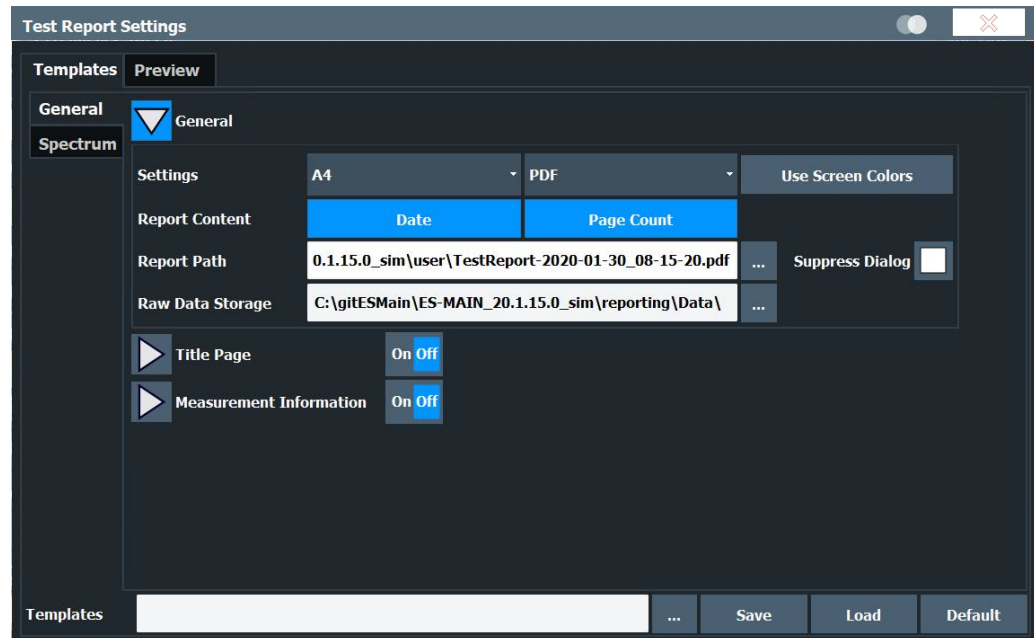 Test Report Settings
Templates Preview
General
Spectrum
General
Settings A4 PDF Use Screen Colors
Report Content Date Page Count
Report Path 0.1.15.0_sim\user\TestReport-2020-01-30_08-15-20.pdf ... Suppress Dialog
Raw Data Storage C:\gitESMain\ES-MAIN_20.1.15.0_sim\reporting\Data\ ...
Title Page On Off
Measurement Information On Off
Templates ... Save Load Default